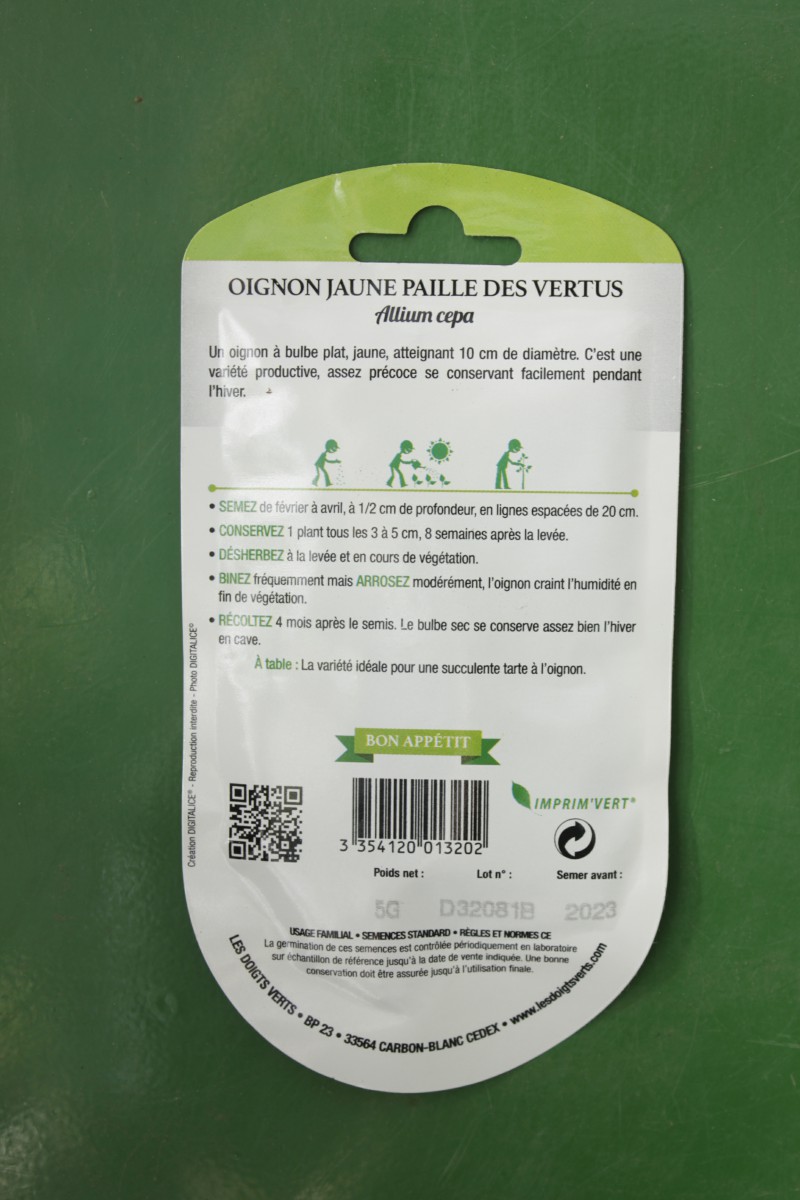 OIGNON JAUNE PAILLE DES VERTUS
Allium cepa
Un oignon à bulbe plat, jaune, atteignant 10 cm de diamètre. C'est une
variété productive, assez précoce se conservant facilement pendant
l'hiver.
• SEMEZ de février à avril, à 1/2 cm de profondeur, en lignes espacées de 20 cm.
• CONSERVEZ 1 plant tous les 3 à 5 cm, 8 semaines après la levée.
• DÉSHERBEZ à la levée et en cours de végétation.
• BINEZ fréquemment mais ARROSEZ modérément, l'oignon craint l'humidité en
fin de végétation.
• RÉCOLTEZ 4 mois après le semis. Le bulbe sec se conserve assez bien l'hiver
en cave.
À table : La variété idéale pour une succulente tarte à l'oignon.
Création DIGITALICE® - Reproduction interdite - Photo DIGITALICE®
BON APPÉTIT
IMPRIM'VERT®
3 354120 013202
Poids net : Lot n° : Semer avant :
5G D32081B 2023
USAGE FAMILIAL • SEMENCES STANDARD • RÈGLES ET NORMES CE
La germination de ces semences est contrôlée périodiquement en laboratoire
sur échantillon de référence jusqu'à la date de vente indiquée. Une bonne
conservation doit être assurée jusqu'à l'utilisation finale.
LES DOIGTS VERTS • BP 23 • 33564 CARBON-BLANC CEDEX • www.lesdoigtsverts.com